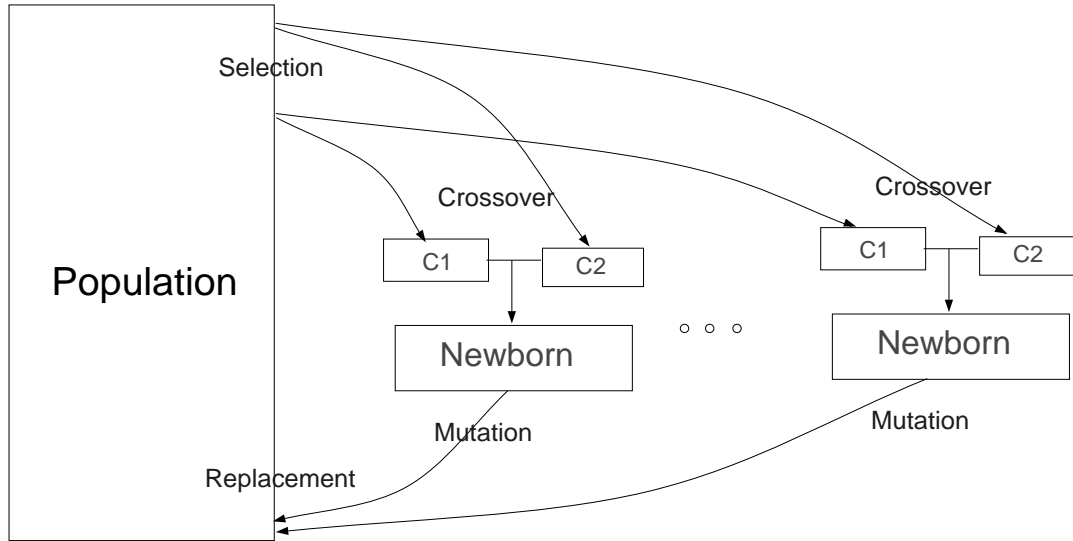 Selection
Crossover
Crossover
C1
C2
C1
C2
Population
Newborn
Newborn
Mutation
Mutation
Replacement